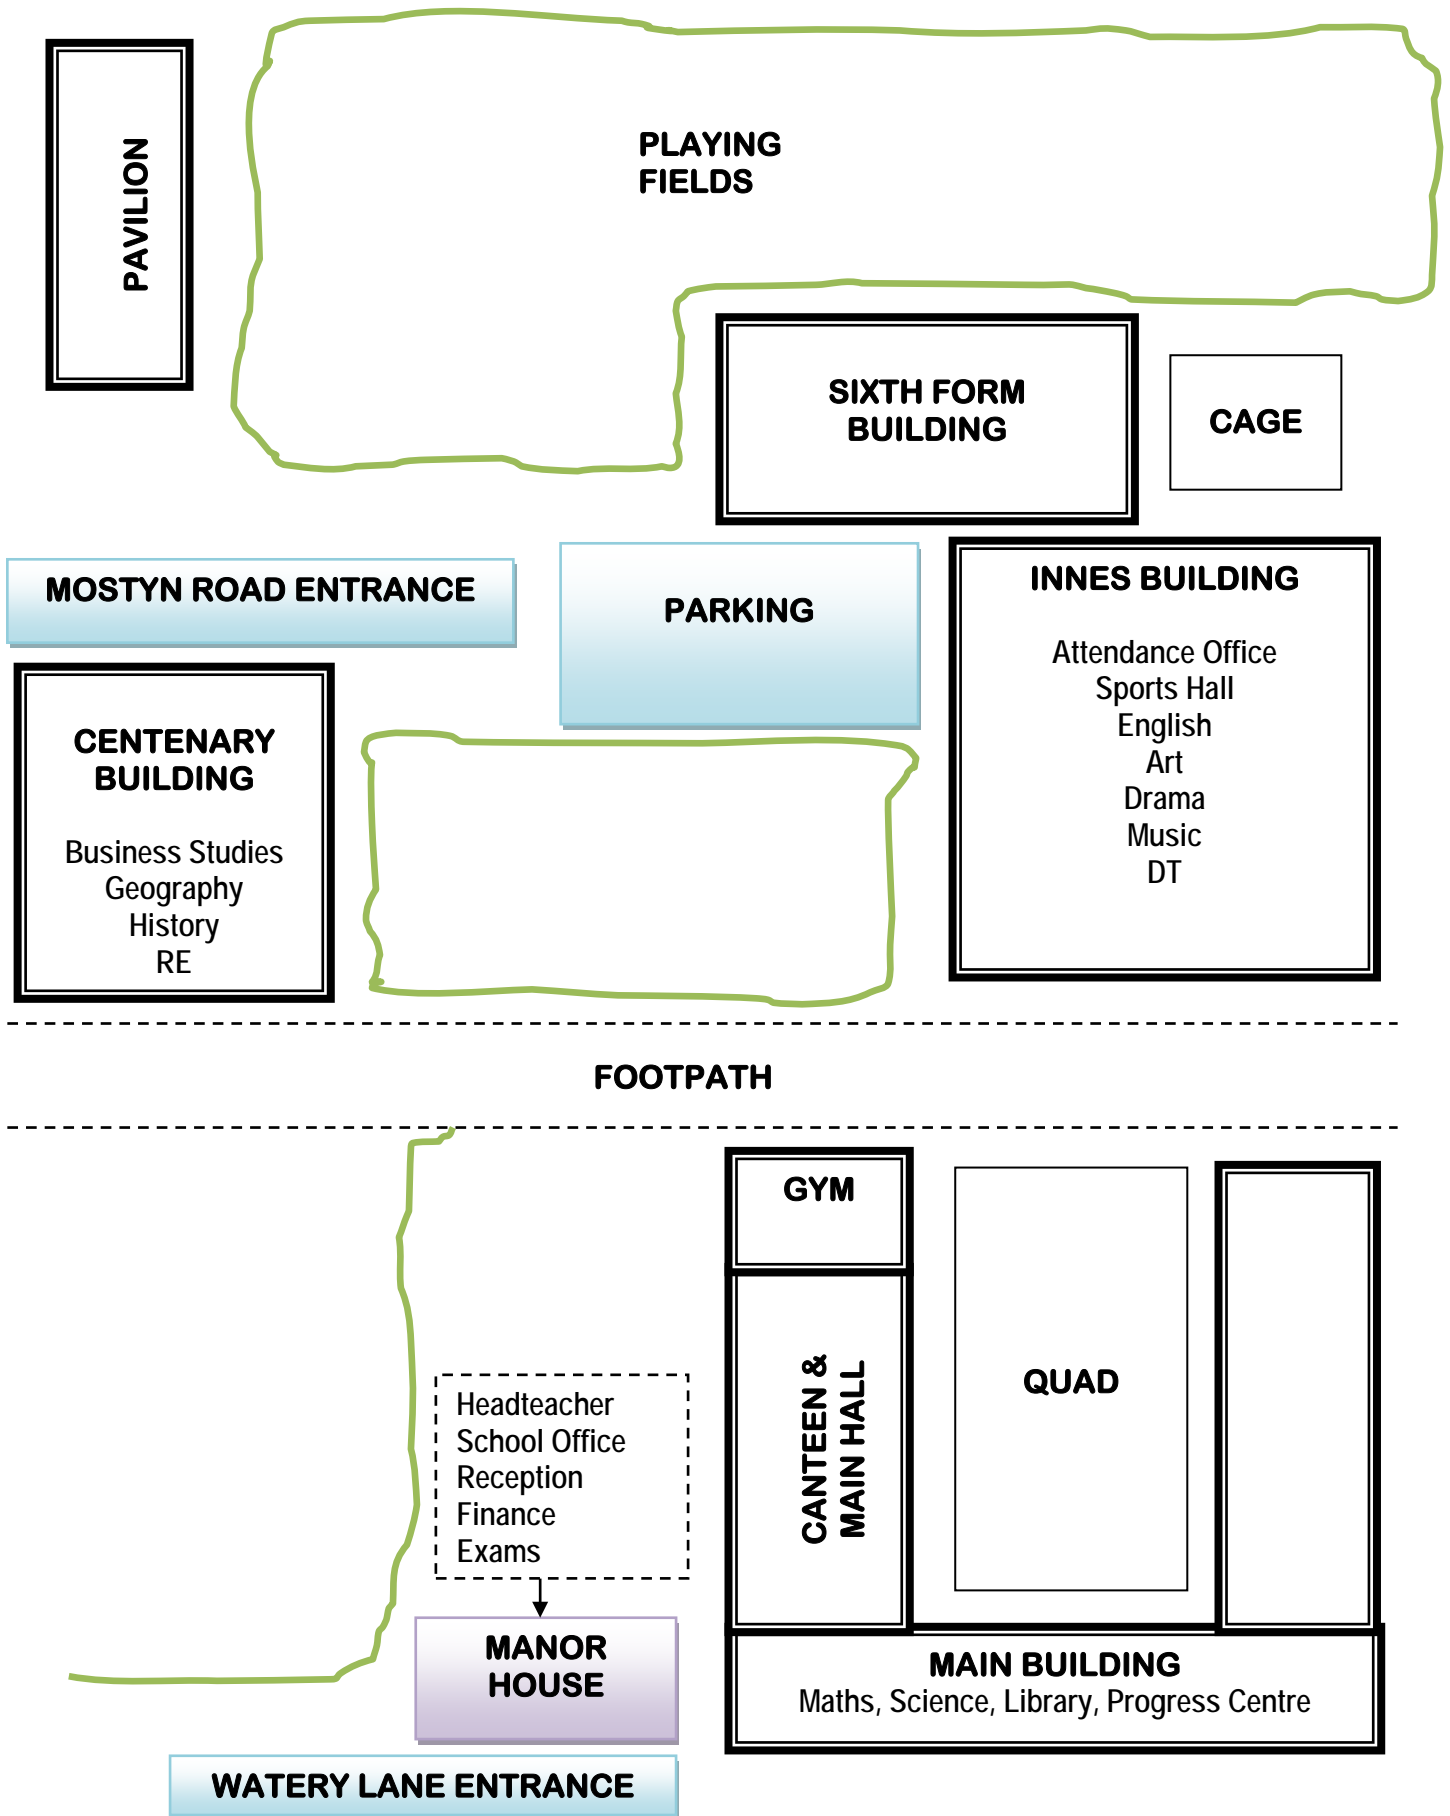 PAVILION
PLAYING
FIELDS
SIXTH FORM
BUILDING
CAGE
MOSTYN ROAD ENTRANCE
PARKING
INNES BUILDING
Attendance Office
Sports Hall
English
Art
Drama
Music
DT
CENTENARY
BUILDING
Business Studies
Geography
History
RE
FOOTPATH
GYM
CANTEEN &
MAIN HALL
QUAD
Headteacher
School Office
Reception
Finance
Exams
MANOR
HOUSE
MAIN BUILDING
Maths, Science, Library, Progress Centre
WATERY LANE ENTRANCE